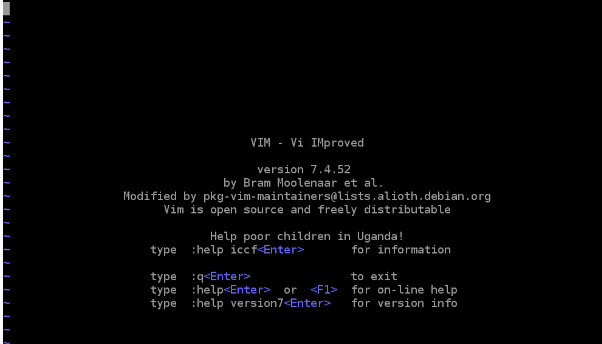 ~
~
~
~
~
~
~
~
~
~ VIM - Vi IMproved
~
~ version 7.4.52
~ by Bram Moolenaar et al.
~ Modified by pkg-vim-maintainers@lists.alioth.debian.org
~ Vim is open source and freely distributable
~
~ Help poor children in Uganda!
~ type :help iccf<Enter> for information
~
~ type :q<Enter> to exit
~ type :help<Enter> or <F1> for on-line help
~ type :help version7<Enter> for version info
~
~
~